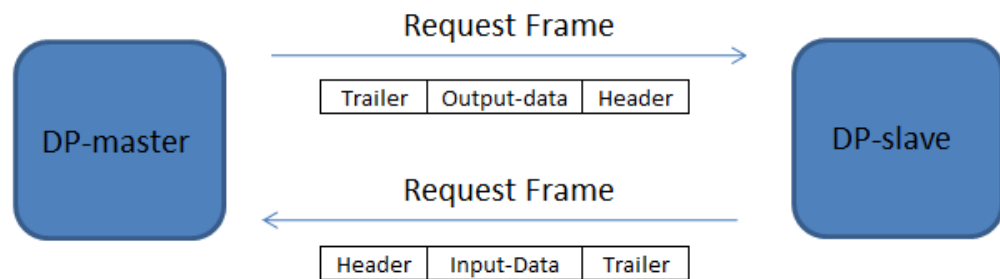 Request Frame
Trailer Output-data Header
DP-master
DP-slave
Request Frame
Header Input-Data Trailer